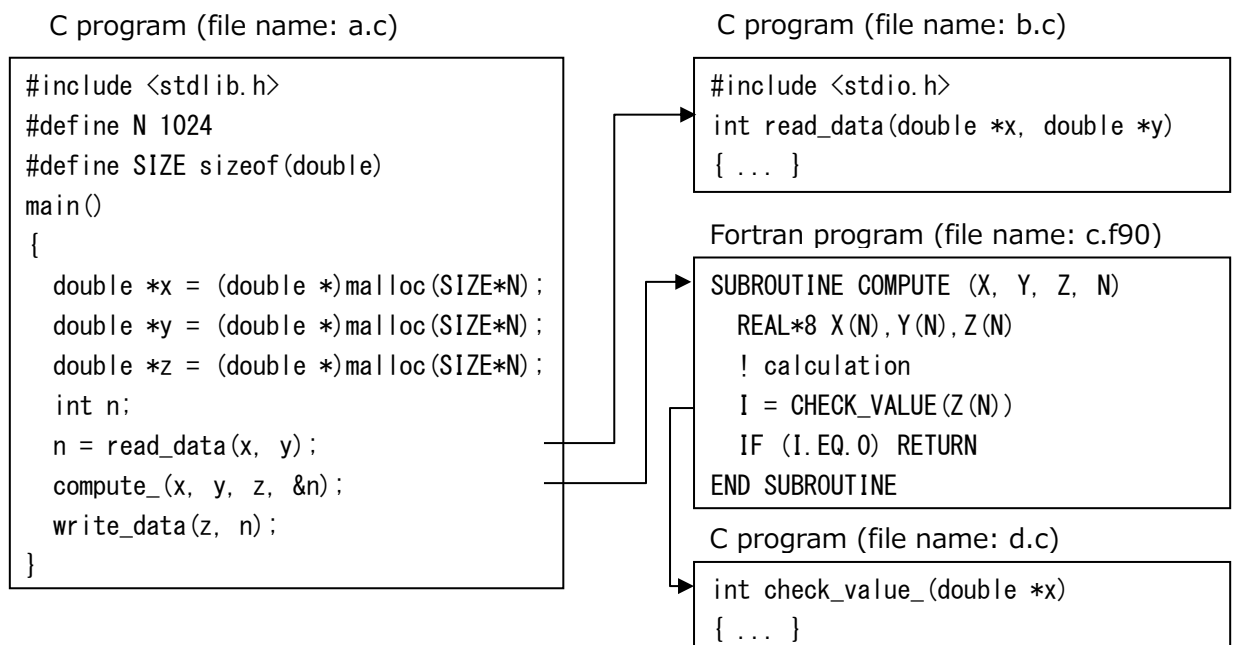 C program (file name: a.c)
#include <stdlib.h>
#define N 1024
#define SIZE sizeof(double)
main()
{
  double *x = (double *)malloc(SIZE*N);
  double *y = (double *)malloc(SIZE*N);
  double *z = (double *)malloc(SIZE*N);
  int n;
  n = read_data(x, y);
  compute_(x, y, z, &n);
  write_data(z, n);
}
C program (file name: b.c)
#include <stdio.h>
int read_data(double *x, double *y)
{ ... }
Fortran program (file name: c.f90)
SUBROUTINE COMPUTE (X, Y, Z, N)
  REAL*8 X(N),Y(N),Z(N)
  ! calculation
  I = CHECK_VALUE(Z(N))
  IF (I.EQ.0) RETURN
END SUBROUTINE
C program (file name: d.c)
int check_value_(double *x)
{ ... }